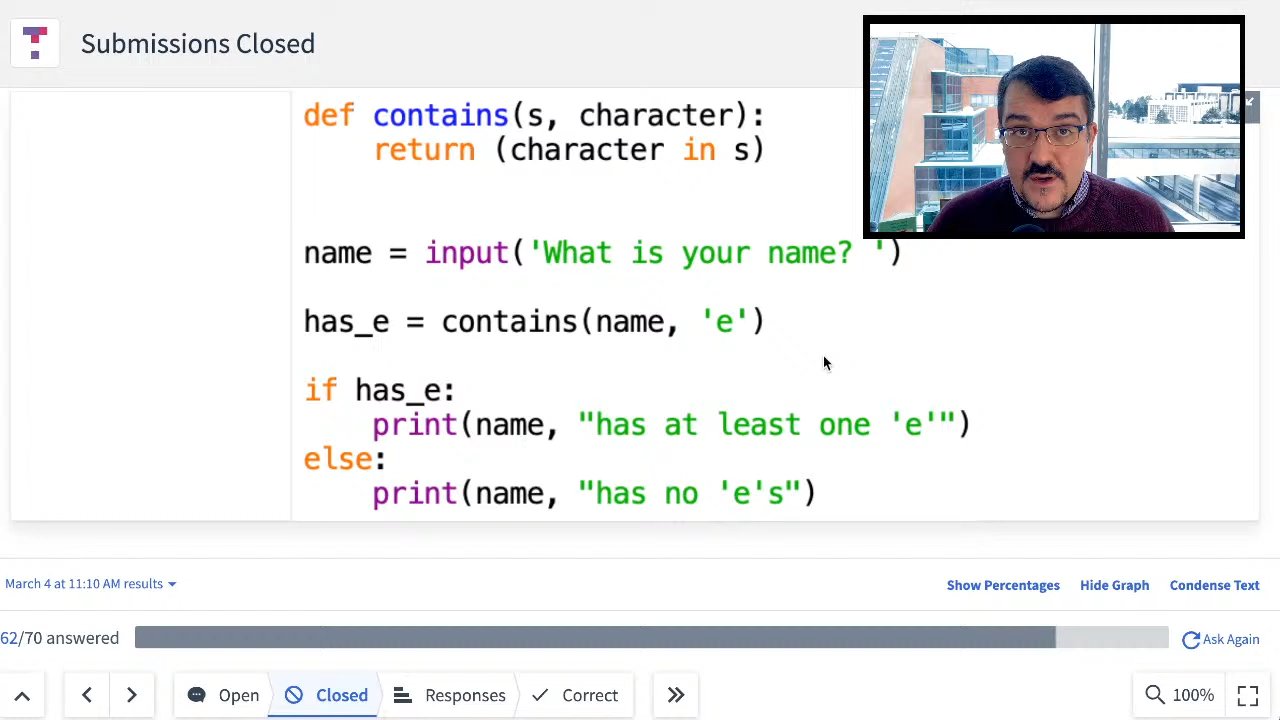 Submissions Closed
def contains(s, character):
return (character in s)
name = input('What is your name? ')
has_e = contains(name, 'e')
if has_e:
print(name, "has at least one 'e'")
else:
print(name, "has no 'e's")
March 4 at 11:10 AM results
Show Percentages
Hide Graph
Condense Text
62/70 answered
Ask Again
Open
Closed
Responses
Correct
100%